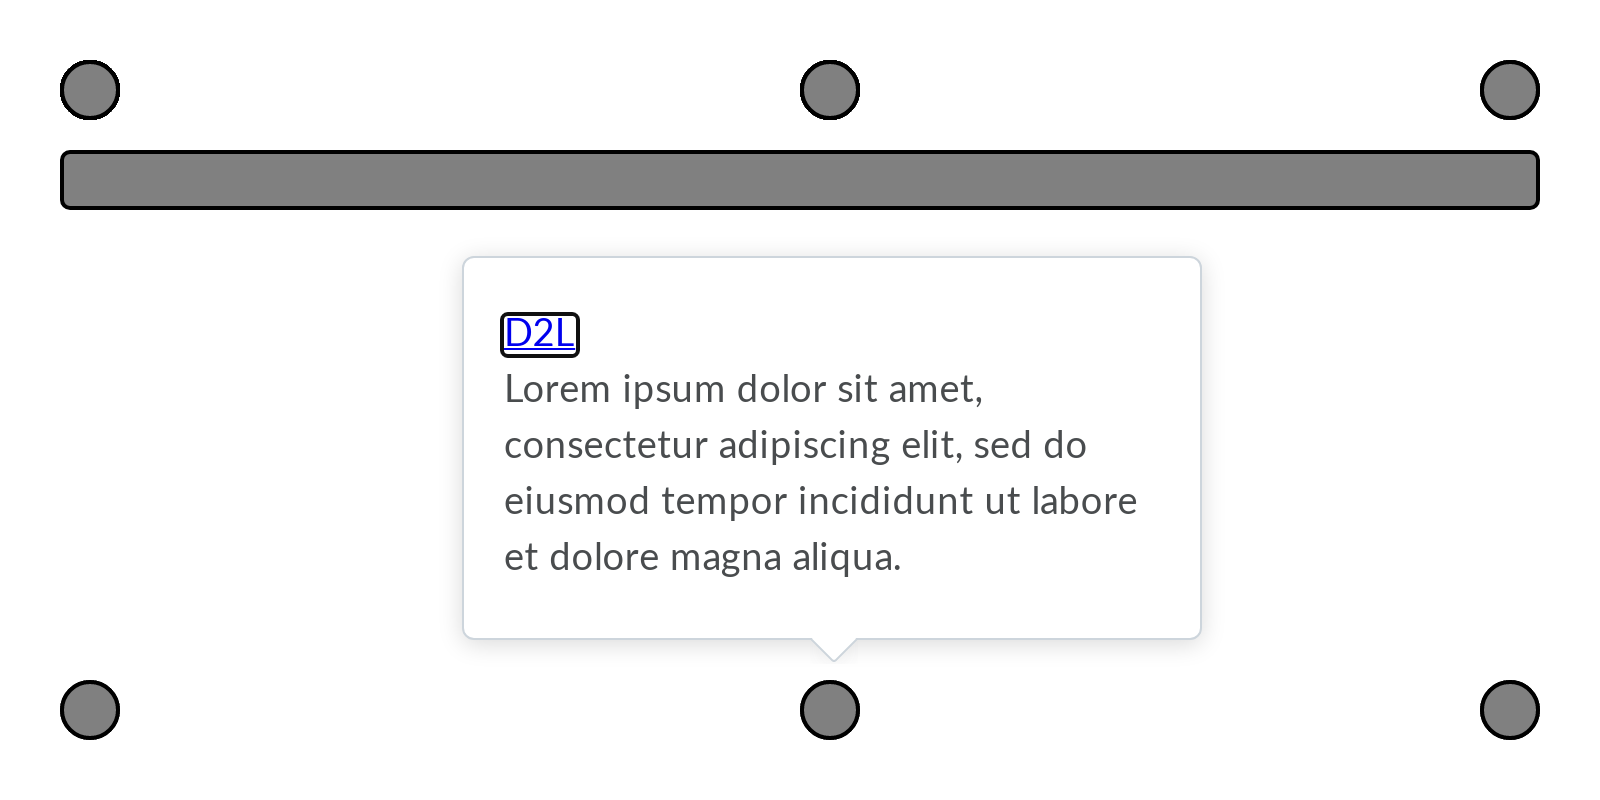 D2L
Lorem ipsum dolor sit amet,
consectetur adipiscing elit, sed do
eiusmod tempor incididunt ut labore
et dolore magna aliqua.